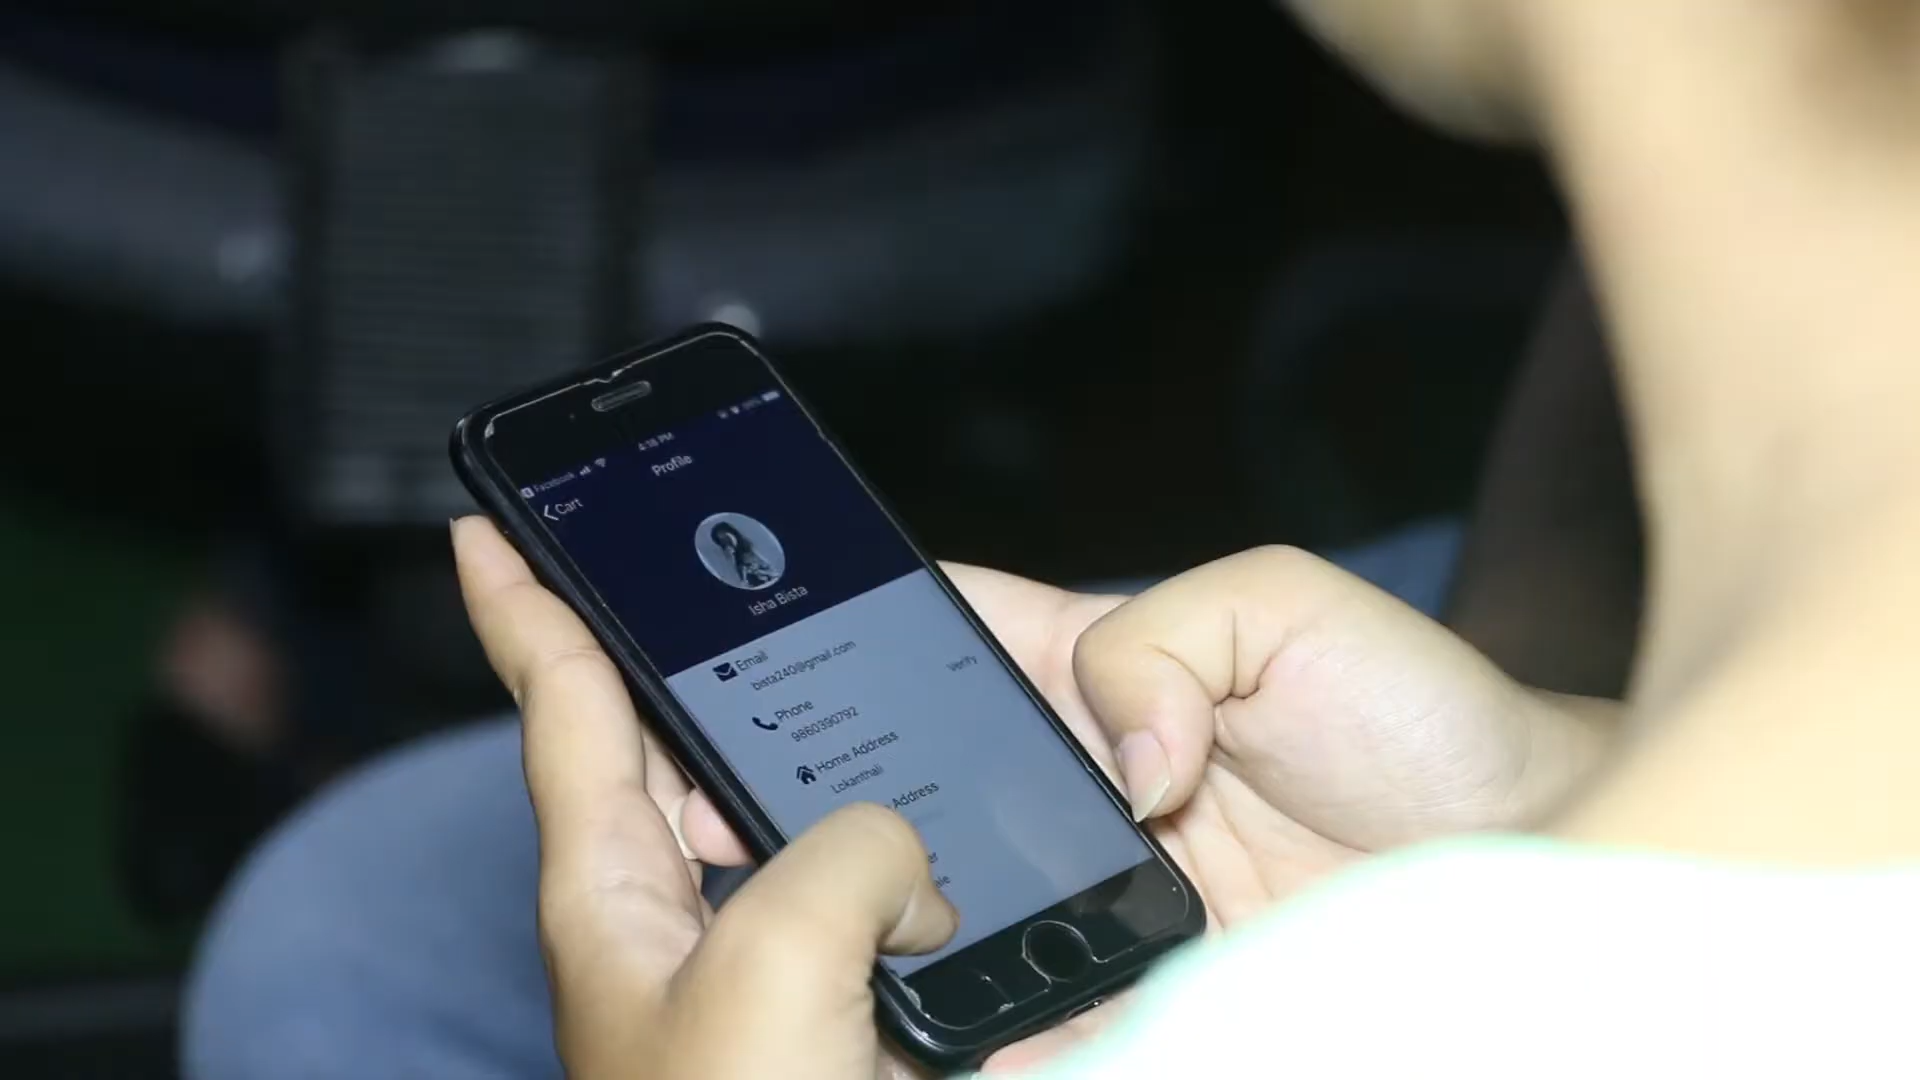 Facebook
4:18 PM
Profile
Cart
Isha Bista
Email
bista240@gmail.com
Verify
Phone
9860390792
Home Address
Lokanthali
Address